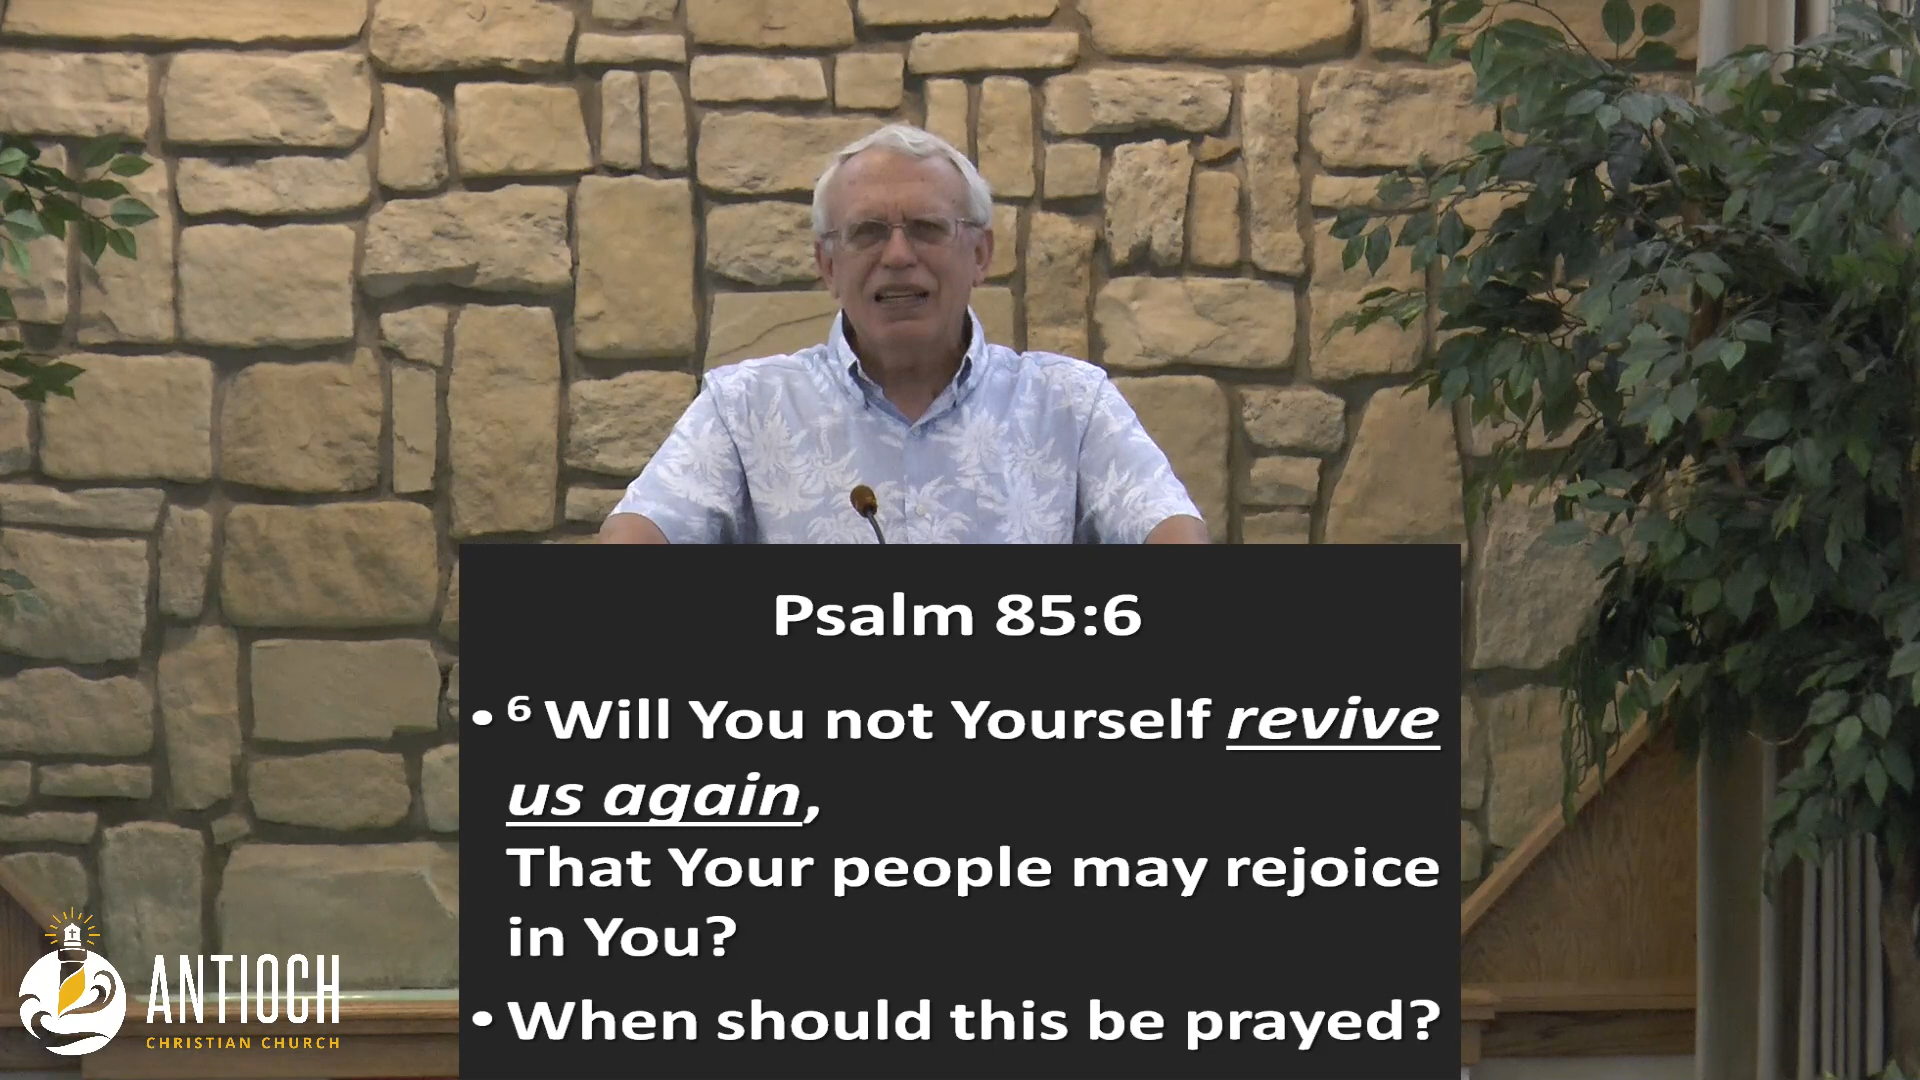 Psalm 85:6
• ⁶ Will You not Yourself revive
us again,
That Your people may rejoice
in You?
• When should this be prayed?
ANTIOCH
CHRISTIAN CHURCH